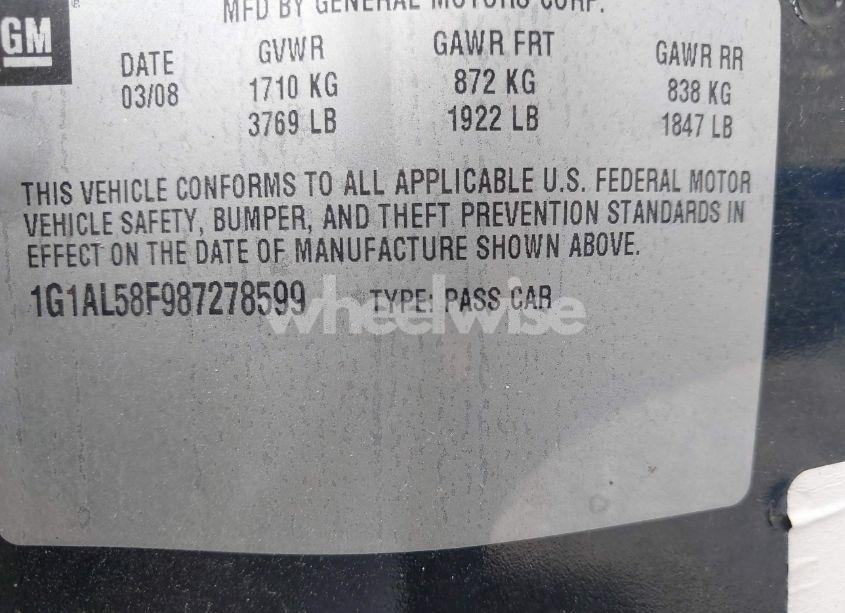 MFD BY GENERAL MOTORS CORP.
GM
DATE GVWR GAWR FRT GAWR RR
03/08 1710 KG 872 KG 838 KG
3769 LB 1922 LB 1847 LB
THIS VEHICLE CONFORMS TO ALL APPLICABLE U.S. FEDERAL MOTOR
VEHICLE SAFETY, BUMPER, AND THEFT PREVENTION STANDARDS IN
EFFECT ON THE DATE OF MANUFACTURE SHOWN ABOVE.
1G1AL58F987278599 TYPE: PASS CAR
wheelwise